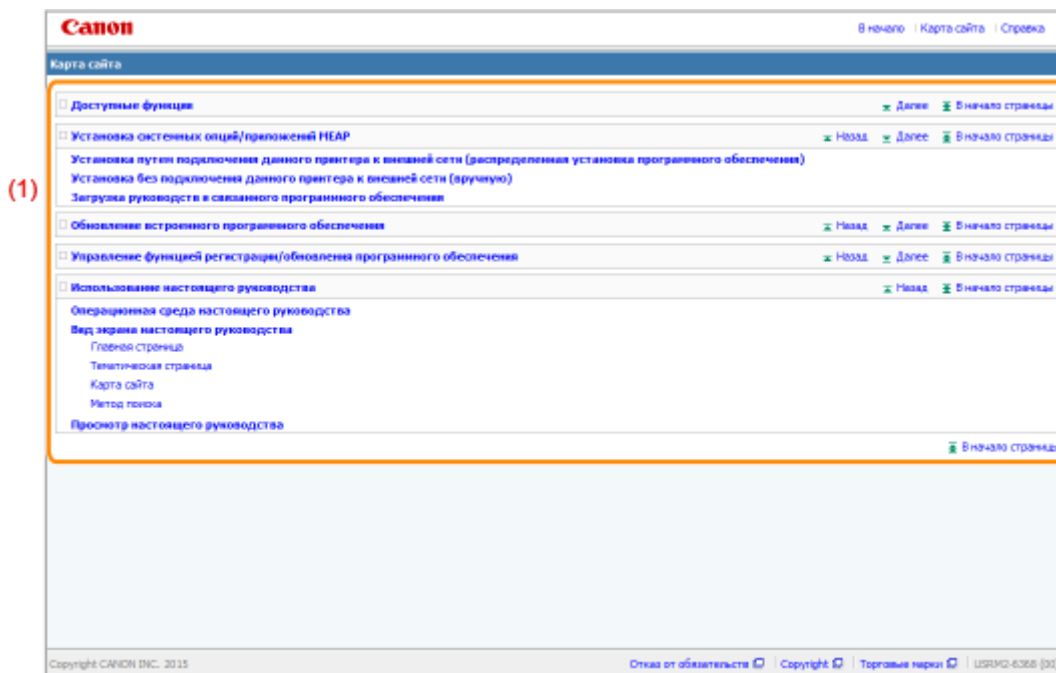 Canon
В начало Карта сайта Справка
Карта сайта
Доступные функции Далее В начало страницы
Установка системных опций/приложений MEAP Назад Далее В начало страницы
Установка путем подключения данного принтера к внешней сети (распределенная установка программного обеспечения)
Установка без подключения данного принтера к внешней сети (вручную)
(1)
Загрузка руководств и связанного программного обеспечения
Обновление встроенного программного обеспечения Назад Далее В начало страницы
Управление функцией регистрации/обновления программного обеспечения Назад Далее В начало страницы
Использование настоящего руководства Назад В начало страницы
Операционная среда настоящего руководства
Вид экрана настоящего руководства
Главная страница
Тематическая страница
Карта сайта
Метод поиска
Просмотр настоящего руководства
В начало страницы
Copyright CANON INC. 2015 Отказ от обязательств Copyright Торговые марки USRM2-6368 (00)